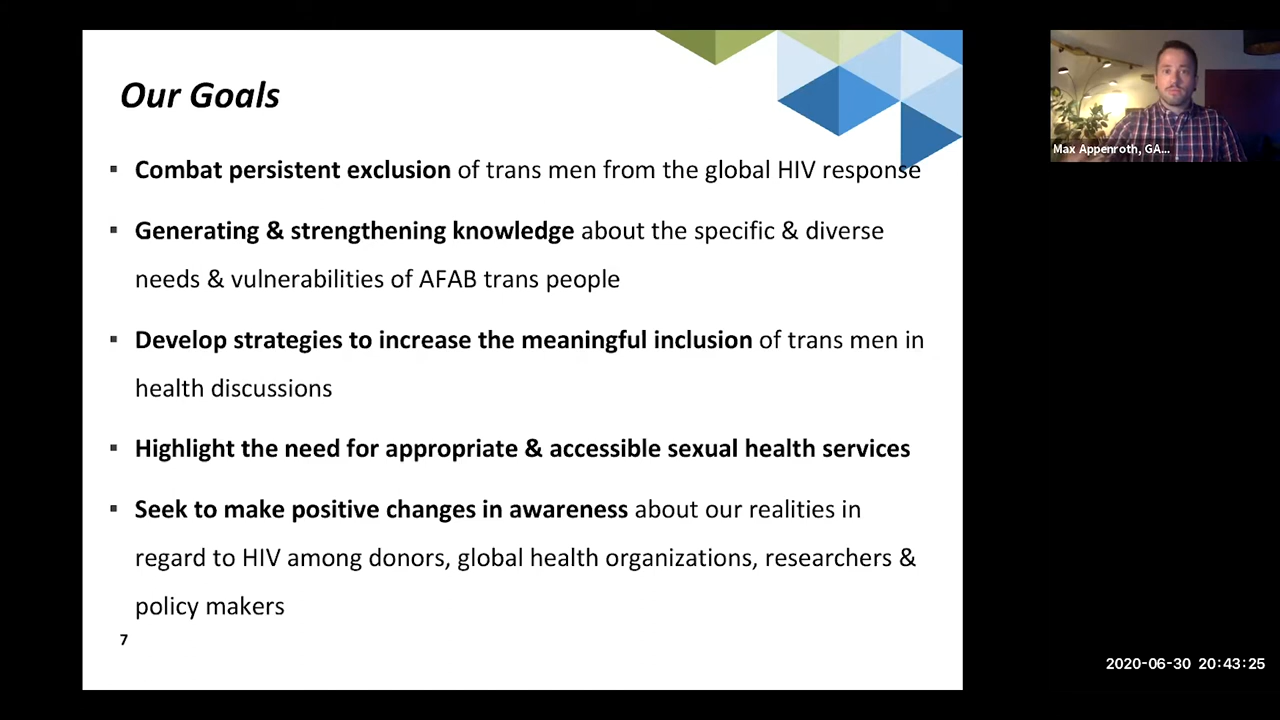 Our Goals
Max Appenroth, GA...
▪ Combat persistent exclusion of trans men from the global HIV response
▪ Generating & strengthening knowledge about the specific & diverse
needs & vulnerabilities of AFAB trans people
▪ Develop strategies to increase the meaningful inclusion of trans men in
health discussions
▪ Highlight the need for appropriate & accessible sexual health services
▪ Seek to make positive changes in awareness about our realities in
regard to HIV among donors, global health organizations, researchers &
policy makers
7
2020-06-30 20:43:25